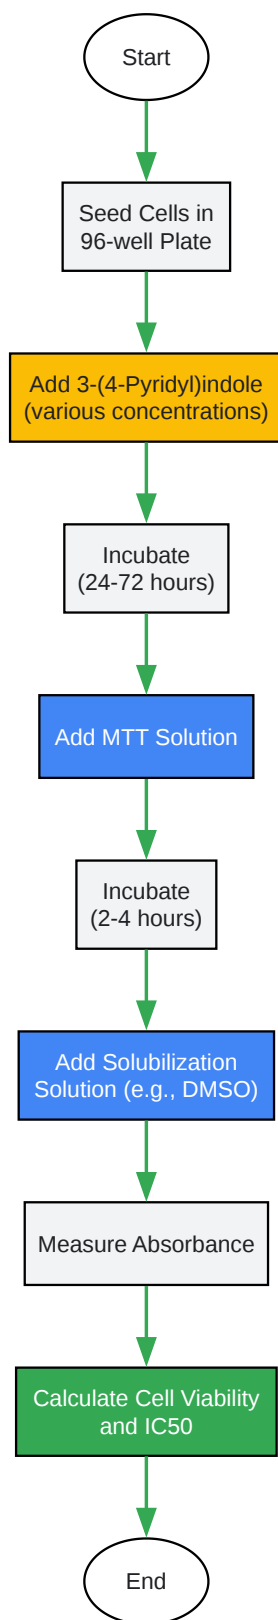 Start
Seed Cells in
96-well Plate
Add 3-(4-Pyridyl)indole
(various concentrations)
Incubate
(24-72 hours)
Add MTT Solution
Incubate
(2-4 hours)
Add Solubilization
Solution (e.g., DMSO)
Measure Absorbance
Calculate Cell Viability
and IC50
End